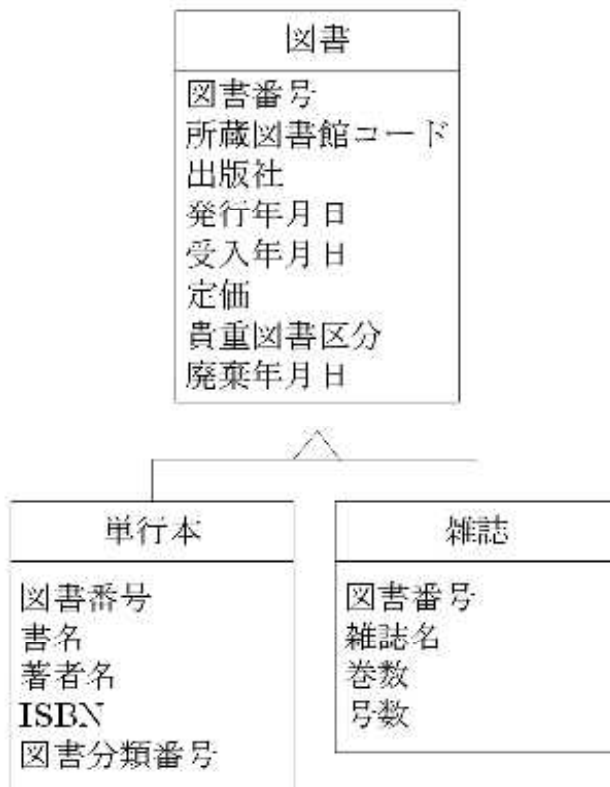 図書
図書番号
所蔵図書館コード
出版社
発行年月日
受入年月日
定価
貴重図書区分
廃棄年月日
単行本
図書番号
書名
著者名
ISBN
図書分類番号
雑誌
図書番号
雑誌名
巻数
号数